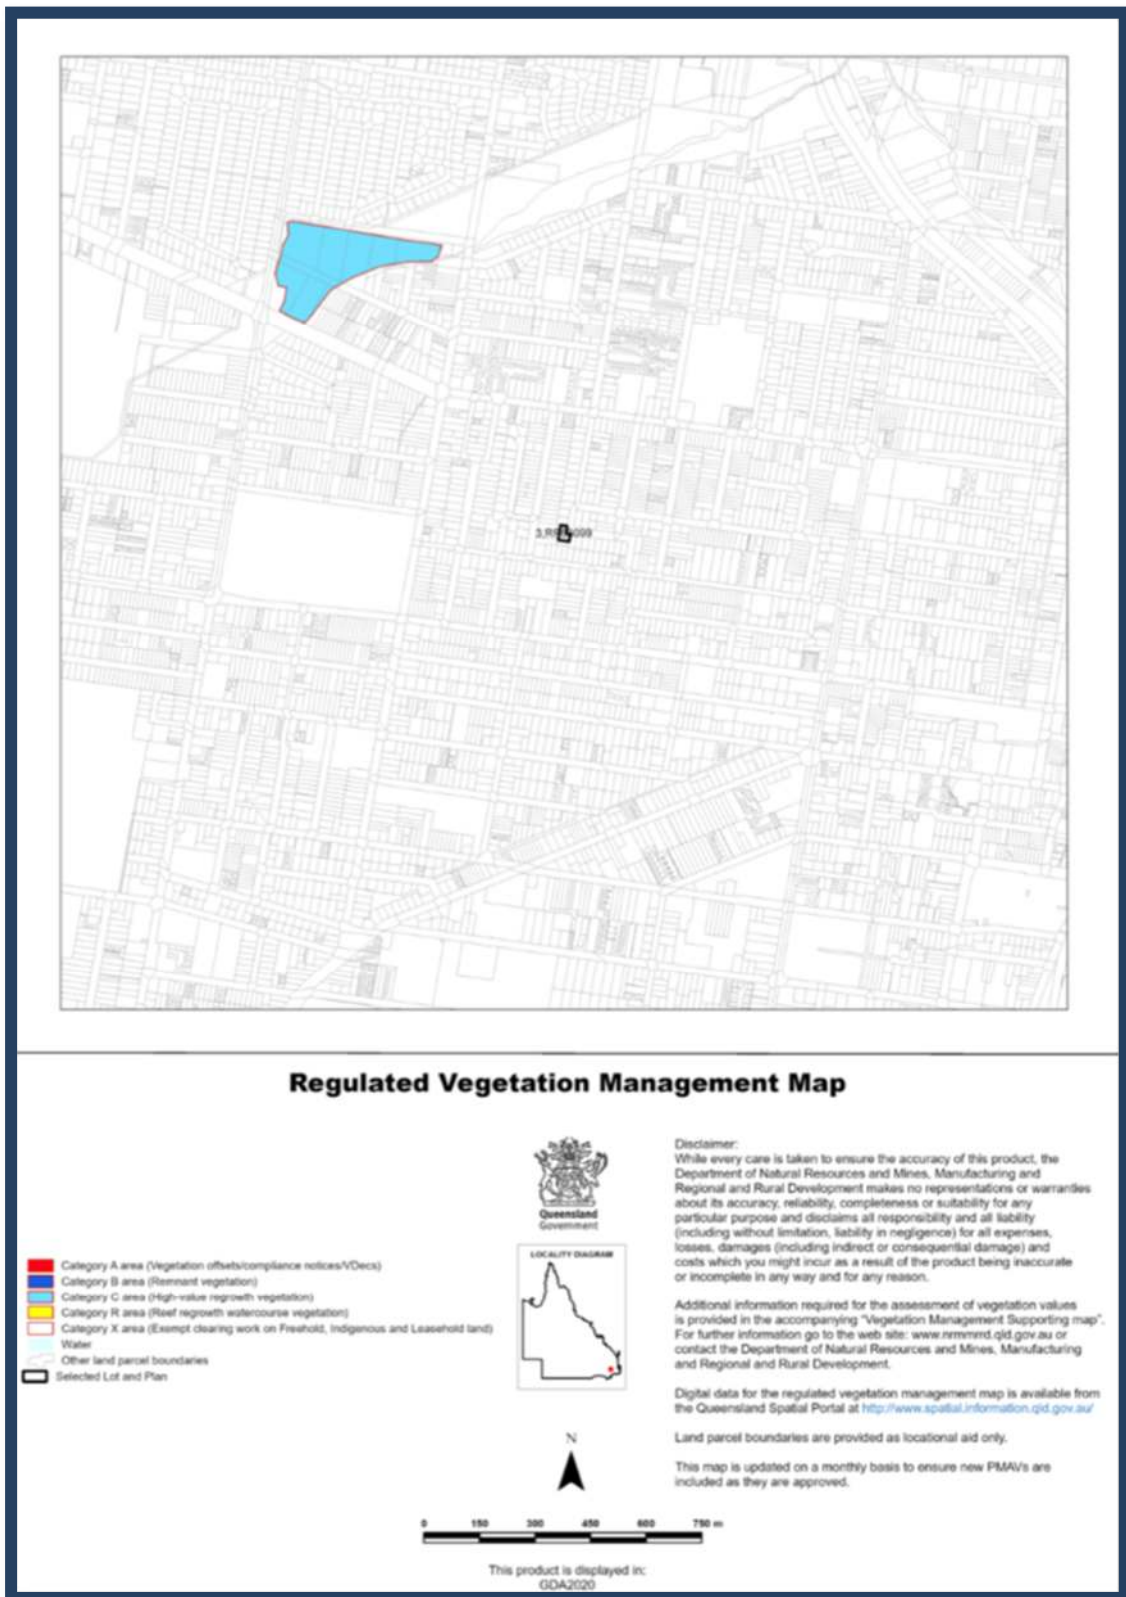 Regulated Vegetation Management Map
Queensland
Government
LOCALITY DIAGRAM
Category A area (Vegetation offsets/compliance notices/VDecs)
Category B area (Remnant vegetation)
Category C area (High-value regrowth vegetation)
Category R area (Reef regrowth watercourse vegetation)
Category X area (Exempt clearing work on Freehold, Indigenous and Leasehold land)
Water
Other land parcel boundaries
Selected Lot and Plan
N
0 150 300 450 600 750 m
This product is displayed in:
GDA2020
Disclaimer:
While every care is taken to ensure the accuracy of this product, the
Department of Natural Resources and Mines, Manufacturing and
Regional and Rural Development makes no representations or warranties
about its accuracy, reliability, completeness or suitability for any
particular purpose and disclaims all responsibility and all liability
(including without limitation, liability in negligence) for all expenses,
losses, damages (including indirect or consequential damage) and
costs which you might incur as a result of the product being inaccurate
or incomplete in any way and for any reason.
Additional information required for the assessment of vegetation values
is provided in the accompanying "Vegetation Management Supporting map".
For further information go to the web site: www.nrmmrrd.qld.gov.au or
contact the Department of Natural Resources and Mines, Manufacturing
and Regional and Rural Development.
Digital data for the regulated vegetation management map is available from
the Queensland Spatial Portal at http://www.spatial.information.qld.gov.au/
Land parcel boundaries are provided as locational aid only.
This map is updated on a monthly basis to ensure new PMAVs are
included as they are approved.